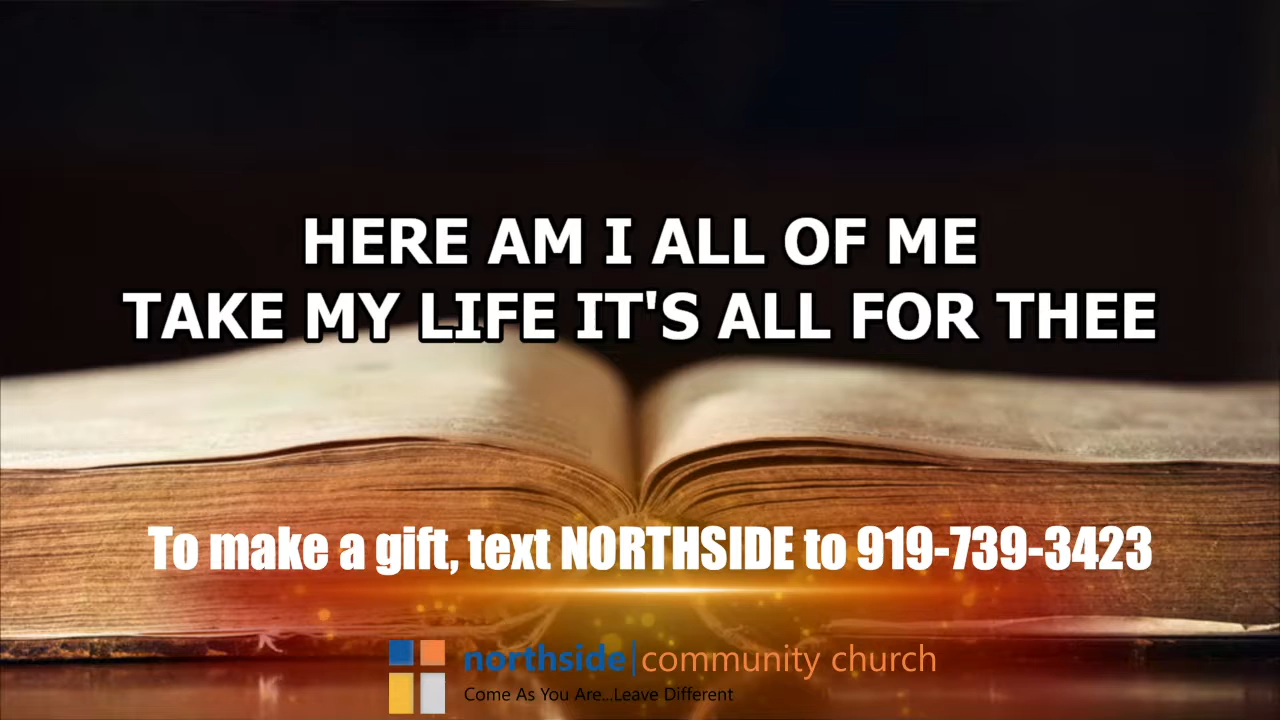 HERE AM I ALL OF ME
TAKE MY LIFE IT'S ALL FOR THEE
To make a gift, text NORTHSIDE to 919-739-3423
northside|community church
Come As You Are...Leave Different